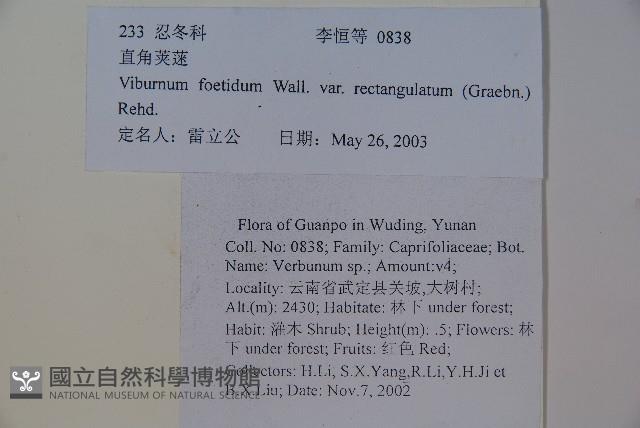 233 忍冬科 李恒等 0838
直角荚蒾
Viburnum foetidum Wall. var. rectangulatum (Graebn.)
Rehd.
定名人：雷立公 日期：May 26, 2003
Flora of Guanpo in Wuding, Yunan
Coll. No: 0838; Family: Caprifoliaceae; Bot.
Name: Verbunum sp.; Amount:v4;
Locality: 云南省武定县关坡,大树村;
Alt.(m): 2430; Habitate: 林下 under forest;
Habit: 灌木 Shrub; Height(m): .5; Flowers: 林
下 under forest; Fruits: 红色 Red;
Collectors: H.Li, S.X.Yang,R.Li,Y.H.Ji et
B.X.Liu; Date: Nov.7, 2002
國立自然科學博物館
NATIONAL MUSEUM OF NATURAL SCIENCE